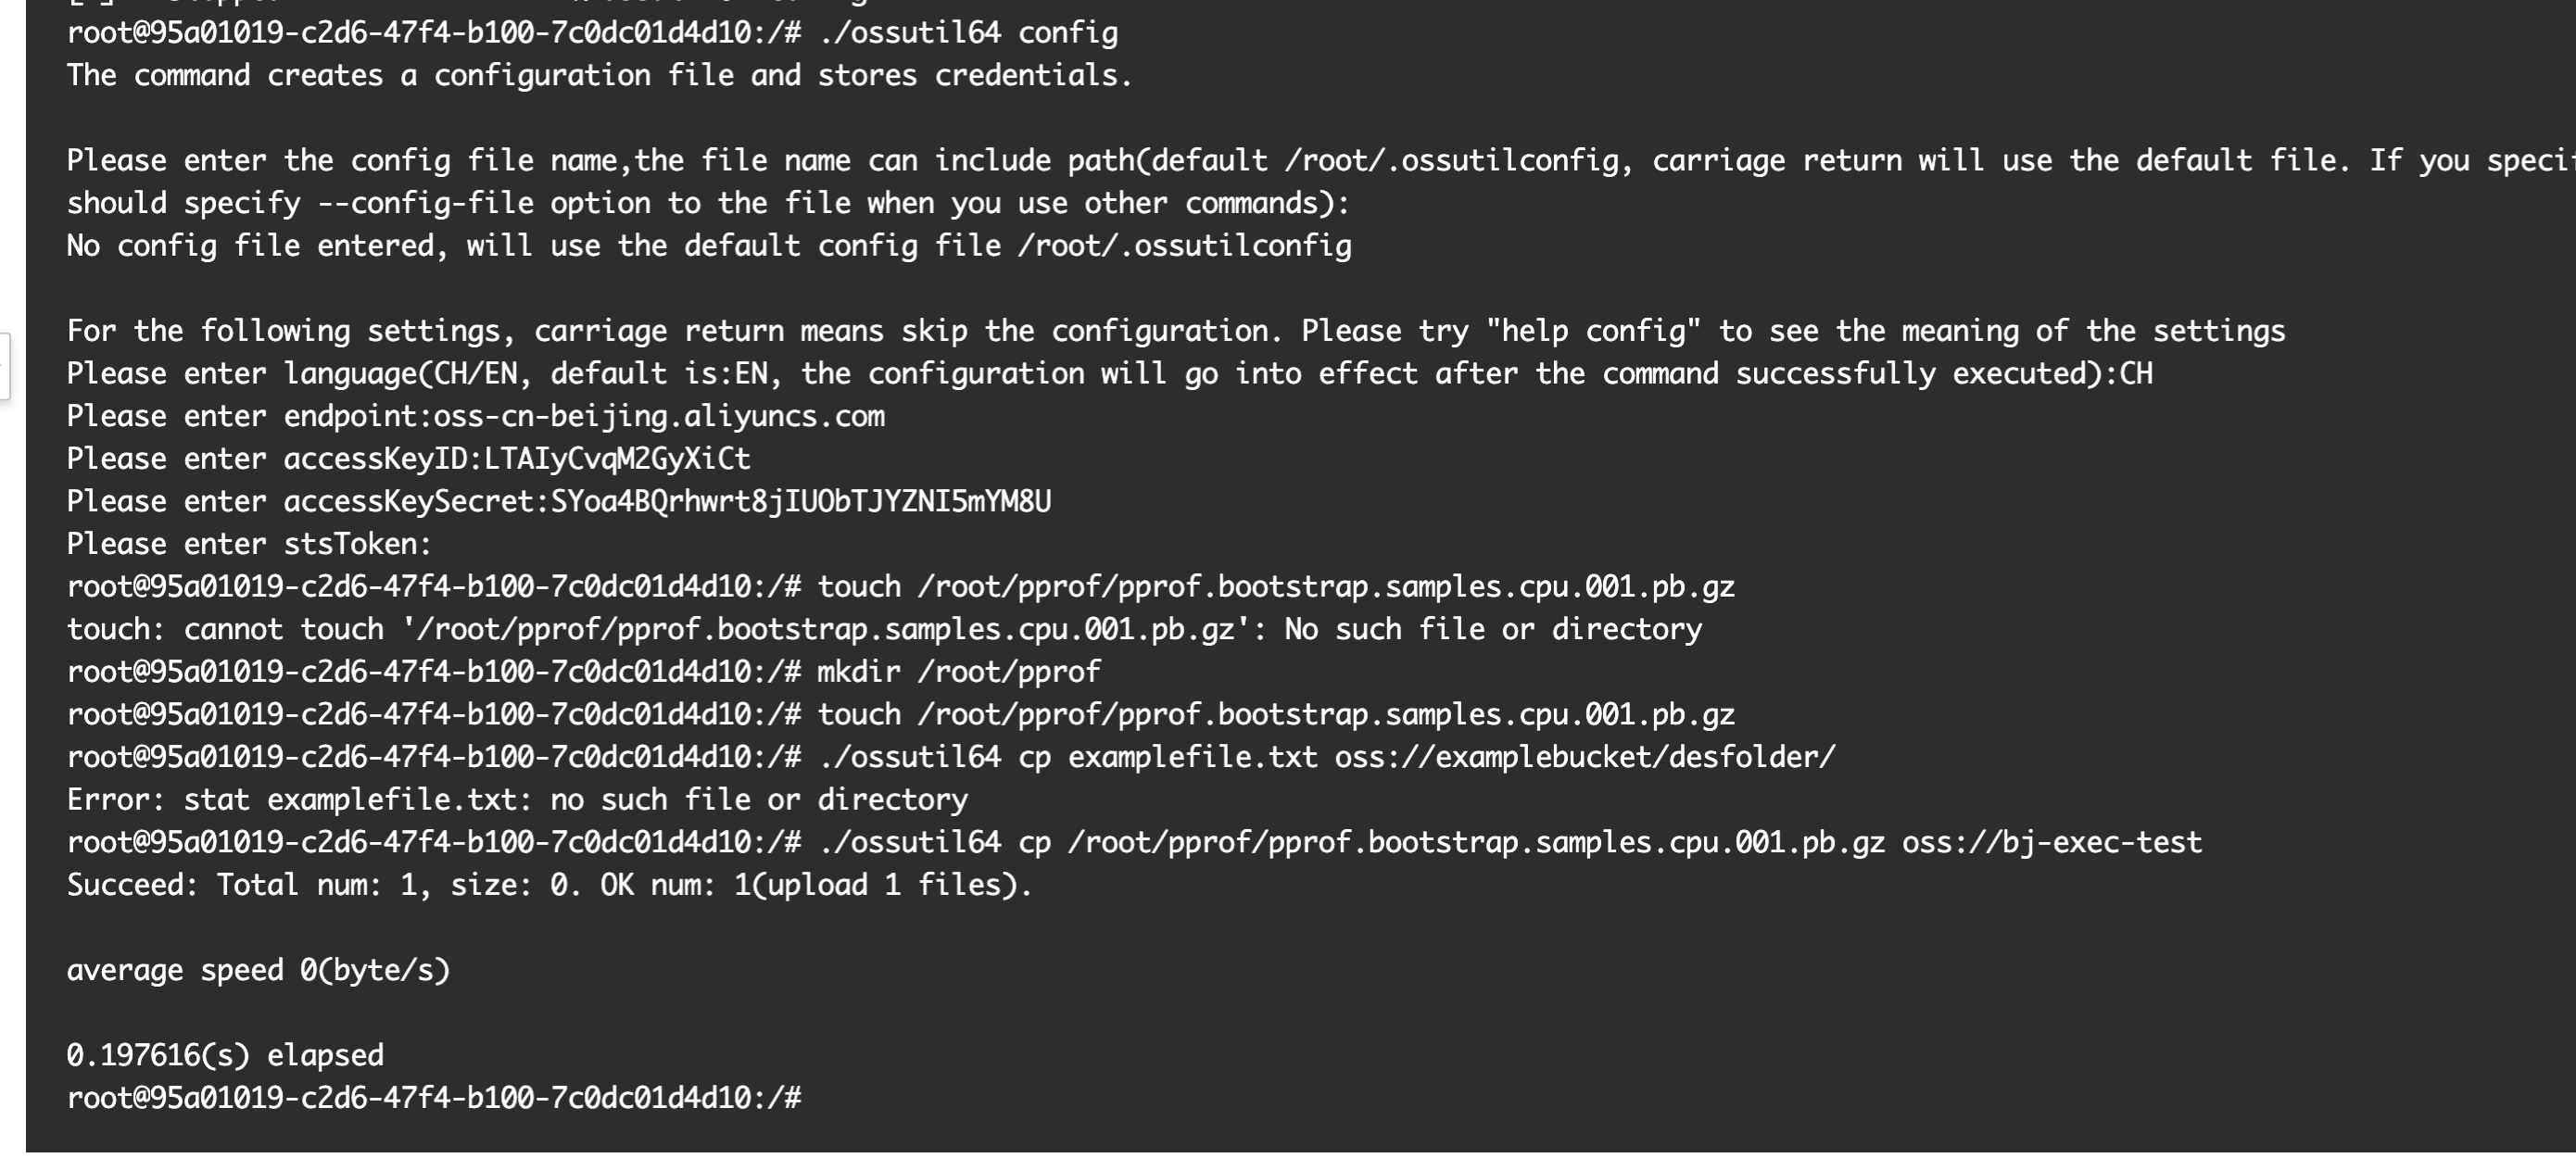 root@95a01019-c2d6-47f4-b100-7c0dc01d4d10:/# ./ossutil64 config
The command creates a configuration file and stores credentials.
Please enter the config file name,the file name can include path(default /root/.ossutilconfig, carriage return will use the default file. If you
should specify --config-file option to the file when you use other commands):
No config file entered, will use the default config file /root/.ossutilconfig
For the following settings, carriage return means skip the configuration. Please try "help config" to see the meaning of the settings
Please enter language(CH/EN, default is:EN, the configuration will go into effect after the command successfully executed):CH
Please enter endpoint:oss-cn-beijing.aliyuncs.com
Please enter accessKeyID:LTAIyCvqM2GyXiCt
Please enter accessKeySecret:SYoa4BQrhwrt8jIUObTJYZNI5mYM8U
Please enter stsToken:
root@95a01019-c2d6-47f4-b100-7c0dc01d4d10:/# touch /root/pprof/pprof.bootstrap.samples.cpu.001.pb.gz
touch: cannot touch '/root/pprof/pprof.bootstrap.samples.cpu.001.pb.gz': No such file or directory
root@95a01019-c2d6-47f4-b100-7c0dc01d4d10:/# mkdir /root/pprof
root@95a01019-c2d6-47f4-b100-7c0dc01d4d10:/# touch /root/pprof/pprof.bootstrap.samples.cpu.001.pb.gz
root@95a01019-c2d6-47f4-b100-7c0dc01d4d10:/# ./ossutil64 cp examplefile.txt oss://examplebucket/desfolder/
Error: stat examplefile.txt: no such file or directory
root@95a01019-c2d6-47f4-b100-7c0dc01d4d10:/# ./ossutil64 cp /root/pprof/pprof.bootstrap.samples.cpu.001.pb.gz oss://bj-exec-test
Succeed: Total num: 1, size: 0. OK num: 1(upload 1 files).
average speed 0(byte/s)
0.197616(s) elapsed
root@95a01019-c2d6-47f4-b100-7c0dc01d4d10:/#